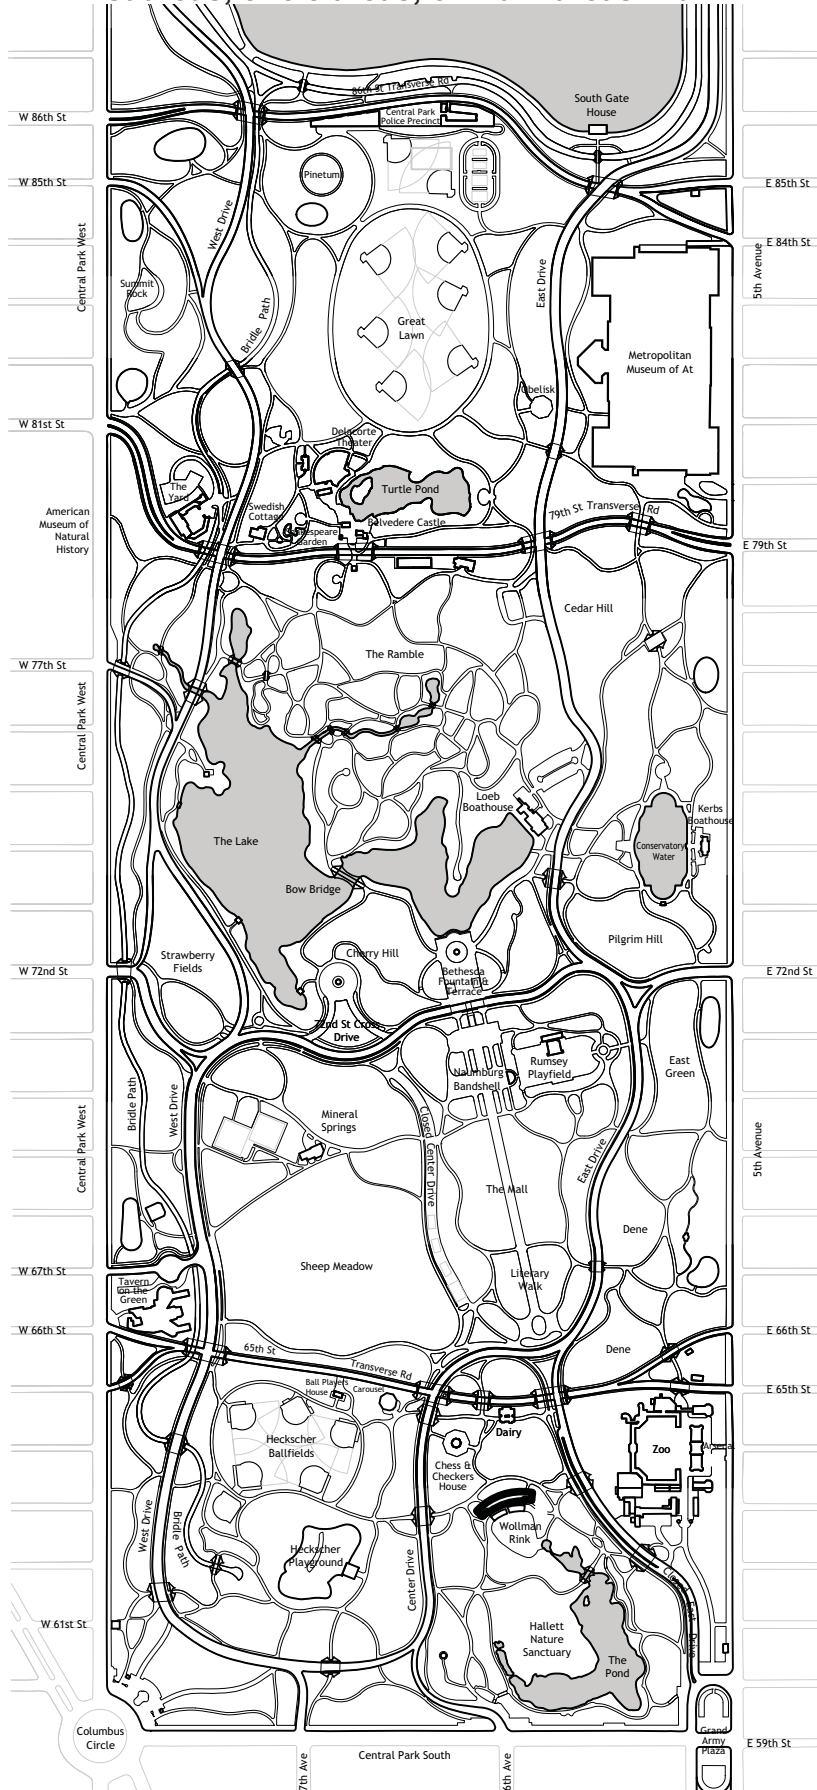 86th St Transverse Rd
South Gate
House
Central Park
Police Precinct
W 86th St
Pinetum
W 85th St
E 85th St
West Drive
E 84th St
Central Park West
5th Avenue
East Drive
Summit
Rock
Bridle Path
Great
Lawn
Metropolitan
Museum of At
Obelisk
W 81st St
Delacorte
Theater
The
Yard
Turtle Pond
Swedish
Cottage
79th St Transverse Rd
American
Museum of
Natural
History
Belvedere Castle
Shakespeare
Garden
E 79th St
Cedar Hill
The Ramble
W 77th St
Central Park West
Loeb
Boathouse
Kerbs
Boathouse
The Lake
Conservatory
Water
Bow Bridge
Pilgrim Hill
Cherry Hill
Strawberry
Fields
W 72nd St
Bethesda
Fountain &
Terrace
E 72nd St
72nd St Cross
Drive
Naumburg
Bandshell
Rumsey
Playfield
East
Green
Bridle Path
West Drive
Mineral
Springs
Closed Center Drive
Central Park West
5th Avenue
East Drive
The Mall
Dene
Sheep Meadow
W 67th St
Literary
Walk
Tavern
on the
Green
W 66th St
E 66th St
65th St Transverse Rd
Dene
Ball Players
House
Carousel
E 65th St
Dairy
Heckscher
Ballfields
Zoo
Arsenal
Chess &
Checkers
House
West Drive
Bridle Path
Wollman
Rink
Heckscher
Playground
Center Drive
Closed East Drive
W 61st St
Hallett
Nature
Sanctuary
The
Pond
Columbus
Circle
Grand
Army
Plaza
E 59th St
Central Park South
7th Ave
6th Ave